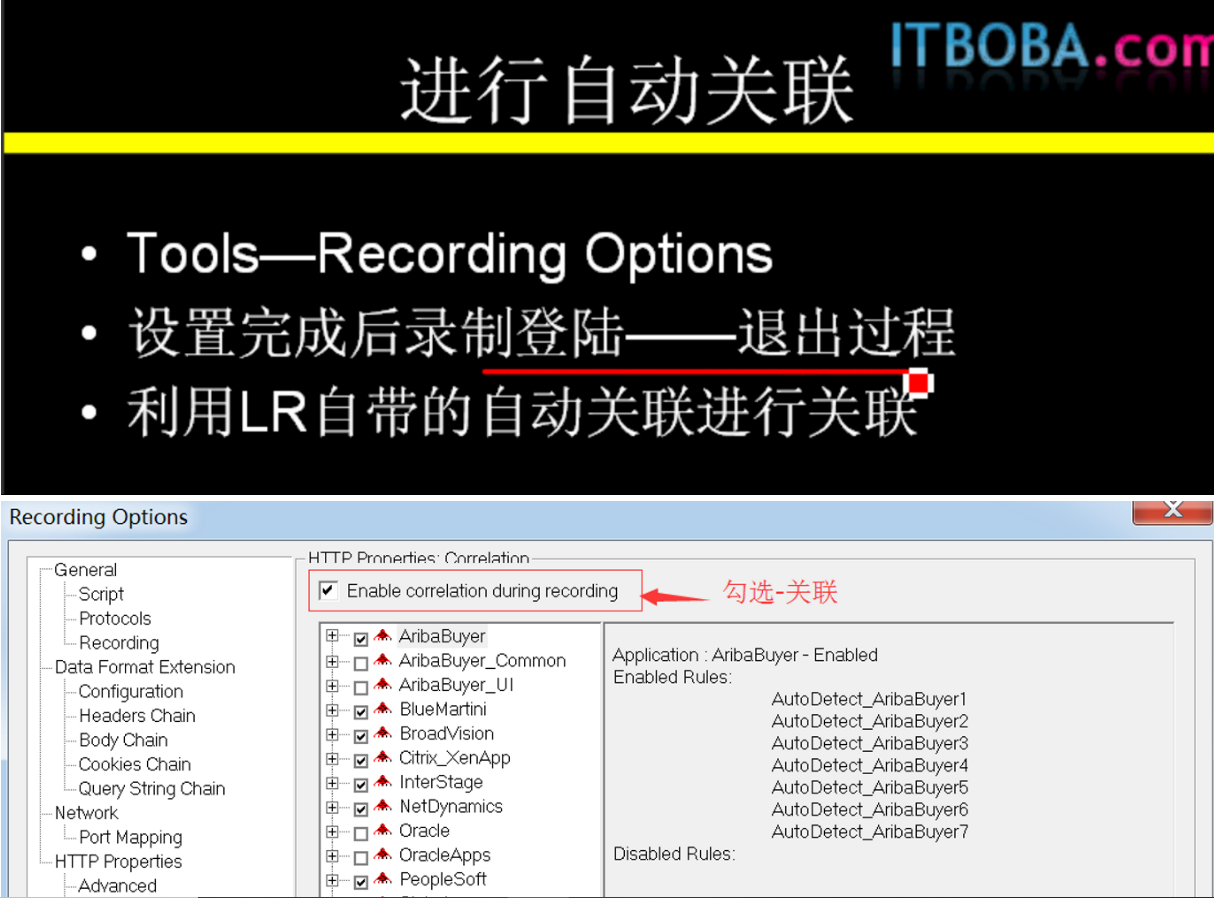 ITBOBA.com
进行自动关联
• Tools—Recording Options
• 设置完成后录制登陆——退出过程
• 利用LR自带的自动关联进行关联
Recording Options
General
Script
Protocols
Recording
Data Format Extension
Configuration
Headers Chain
Body Chain
Cookies Chain
Query String Chain
Network
Port Mapping
HTTP Properties
Advanced
HTTP Properties: Correlation
Enable correlation during recording
勾选-关联
AribaBuyer
AribaBuyer_Common
AribaBuyer_UI
BlueMartini
BroadVision
Citrix_XenApp
InterStage
NetDynamics
Oracle
OracleApps
PeopleSoft
Application : AribaBuyer - Enabled
Enabled Rules:
AutoDetect_AribaBuyer1
AutoDetect_AribaBuyer2
AutoDetect_AribaBuyer3
AutoDetect_AribaBuyer4
AutoDetect_AribaBuyer5
AutoDetect_AribaBuyer6
AutoDetect_AribaBuyer7
Disabled Rules: